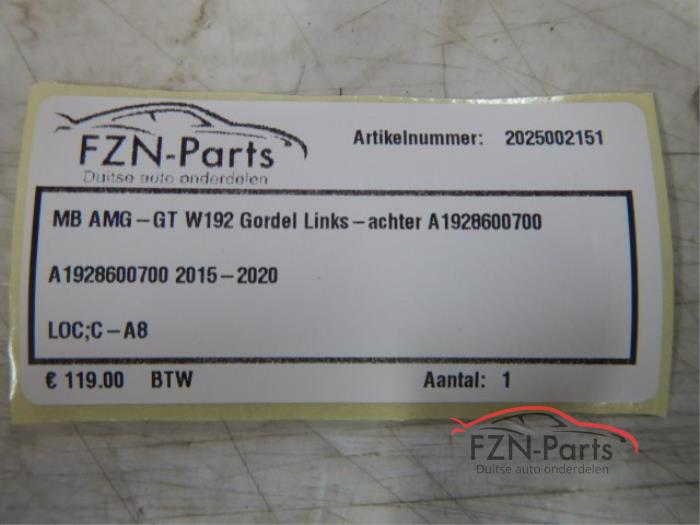 FZN-Parts
Duitse auto onderdelen
Artikelnummer: 2025002151
MB AMG-GT W192 Gordel Links-achter A1928600700
A1928600700 2015-2020
LOC;C-A8
€ 119.00 BTW Aantal: 1
FZN-Parts
Duitse auto onderdelen